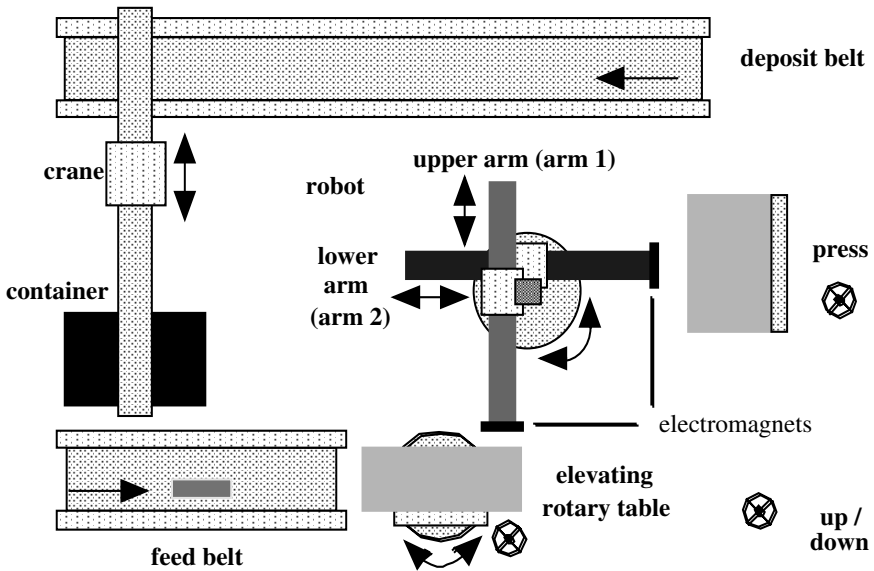 deposit belt
crane
upper arm (arm 1)
robot
lower
arm
(arm 2)
press
container
electromagnets
elevating
rotary table
up /
down
feed belt